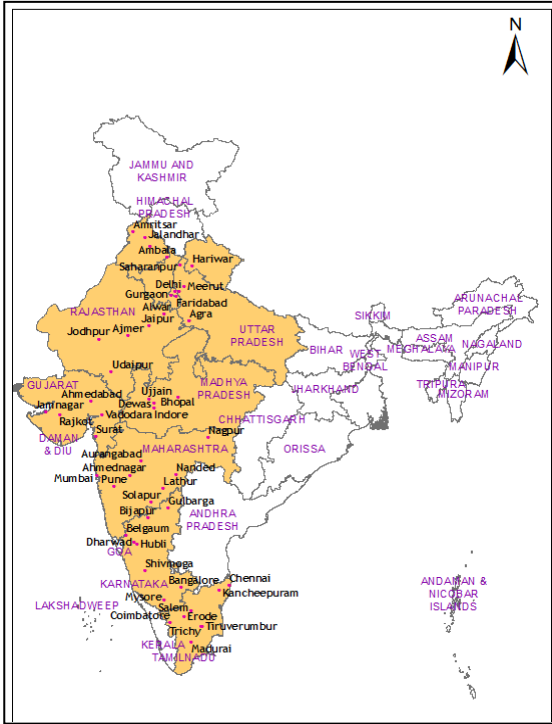 N
JAMMU AND
KASHMIR
HIMACHAL
PRADESH
Amritsar
Jalandhar
Ambala
Saharanpur
Hariwar
Delhi
Meerut
Gurgaon
Faridabad
RAJASTHAN
Alwar
Agra
Jaipur
Jodhpur
Ajmer
UTTAR
PRADESH
SIKKIM
ARUNACHAL
PARADESH
ASSAM
NAGALAND
BIHAR
WEST
BENGAL
MEGHALAYA
MANIPUR
Udaipur
GUJARAT
MADHYA
PRADESH
JHARKHAND
TRIPURA
MIZORAM
Ahmedabad
Ujjain
Bhopal
Jamnagar
Dewas
Rajkot
Vadodara
Indore
CHHATTISGARH
Surat
DAMAN
& DIU
Nagpur
MAHARASHTRA
ORISSA
Aurangabad
Ahmednagar
Nanded
Mumbai
Pune
Lathur
Solapur
Gulbarga
Bijapur
ANDHRA
PRADESH
Belgaum
Dharwad
Hubli
GOA
Shivmoga
KARNATAKA
Bangalore
Chennai
Kancheepuram
ANDAMAN &
NICOBAR
ISLANDS
LAKSHADWEEP
Mysore
Salem
Coimbatore
Erode
Trichy
Tiruverumbur
KERALA
Madurai
TAMILNADU